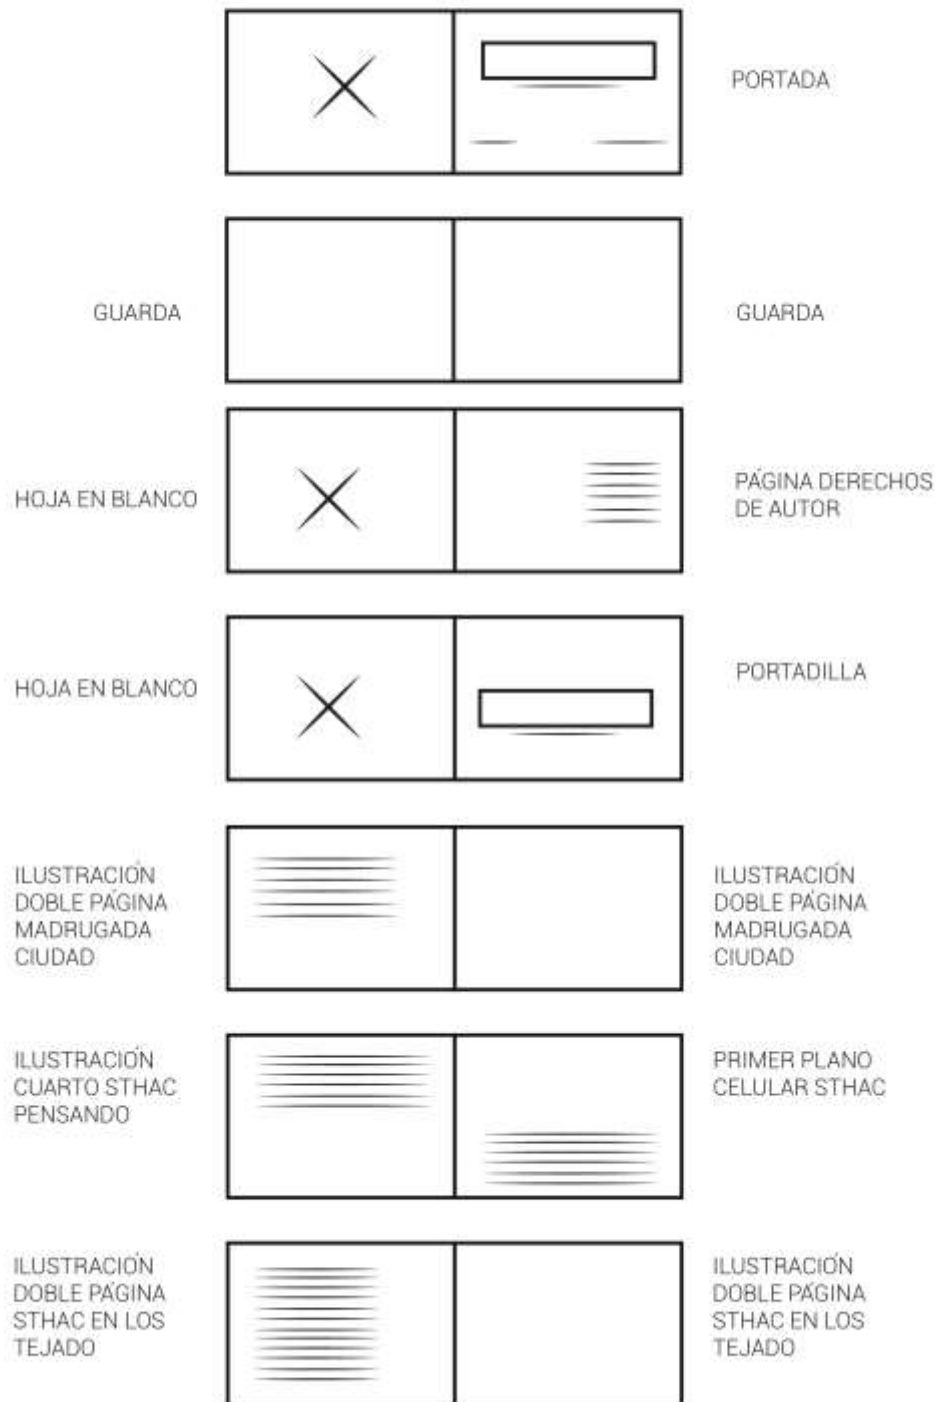 PORTADA
GUARDA
GUARDA
HOJA EN BLANCO
PÁGINA DERECHOS
DE AUTOR
HOJA EN BLANCO
PORTADILLA
ILUSTRACIÓN
DOBLE PÁGINA
MADRUGADA
CIUDAD
ILUSTRACIÓN
DOBLE PÁGINA
MADRUGADA
CIUDAD
ILUSTRACIÓN
CUARTO STHAC
PENSANDO
PRIMER PLANO
CELULAR STHAC
ILUSTRACIÓN
DOBLE PÁGINA
STHAC EN LOS
TEJADO
ILUSTRACIÓN
DOBLE PÁGINA
STHAC EN LOS
TEJADO